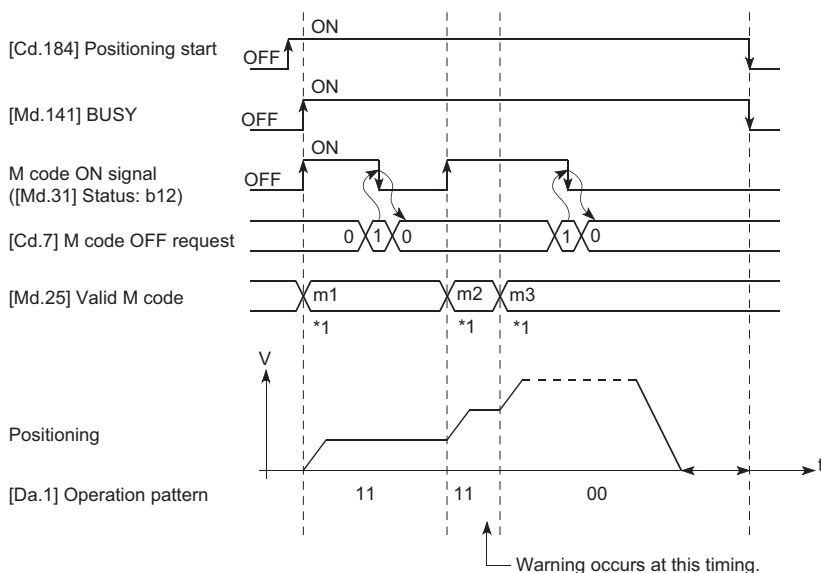 ON
[Cd.184] Positioning start
OFF
ON
[Md.141] BUSY
OFF
ON
M code ON signal
([Md.31] Status: b12)
OFF
[Cd.7] M code OFF request
0 1 0 1 0
[Md.25] Valid M code
m1 m2 m3
*1 *1 *1
V
Positioning
t
[Da.1] Operation pattern
11 11 00
Warning occurs at this timing.